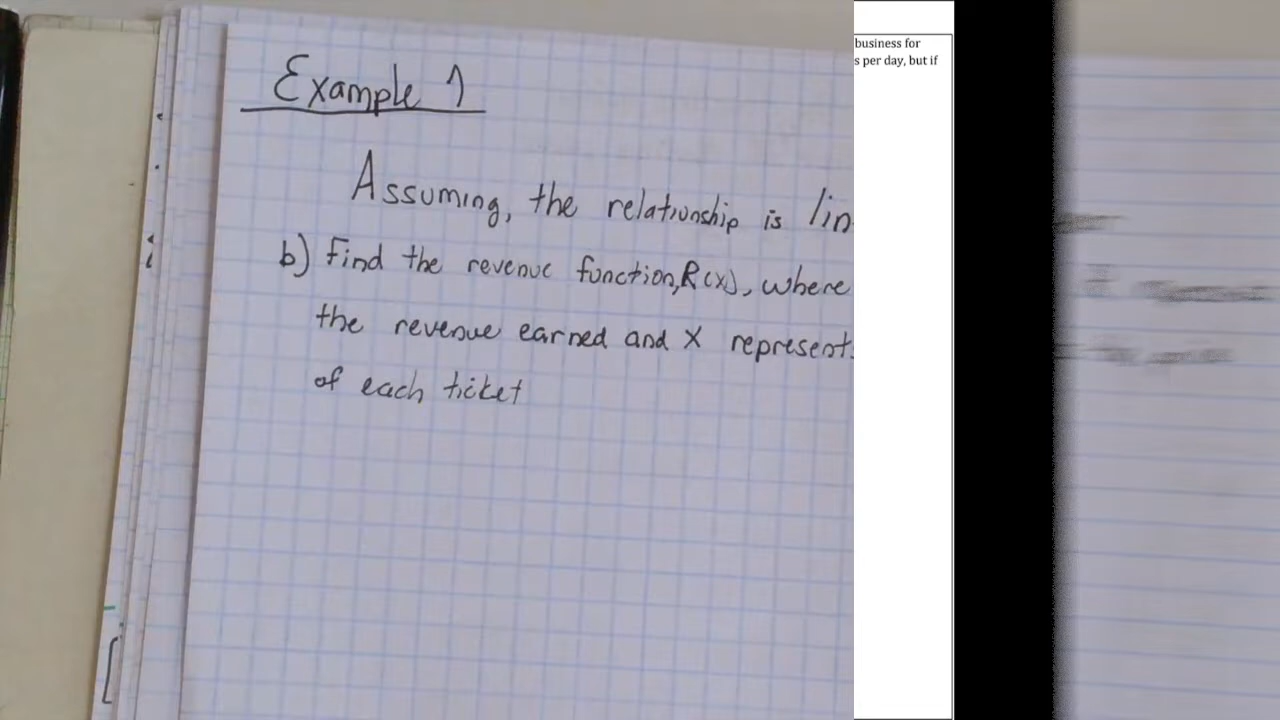 Example 1
Assuming, the relationship is lin
b) Find the revenue function, R(x), where
the revenue earned and x represent
of each ticket
business for
s per day, but if